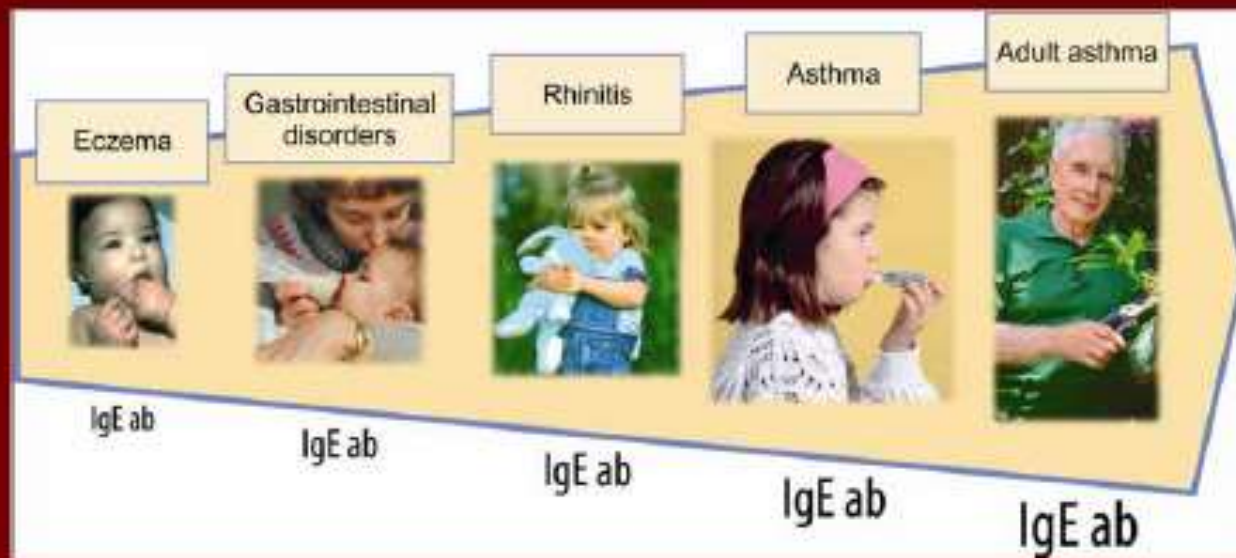 Eczema
Gastrointestinal
disorders
Rhinitis
Asthma
Adult asthma
IgE ab
IgE ab
IgE ab
IgE ab
IgE ab